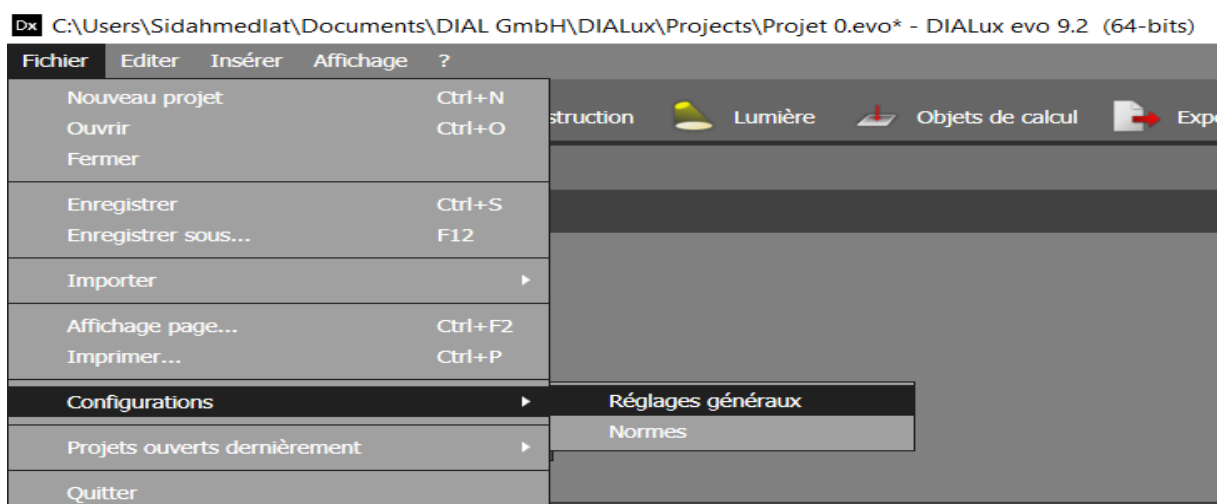 Dx C:\Users\Sidahmedlat\Documents\DIAL GmbH\DIALux\Projects\Projet 0.evo* - DIALux evo 9.2 (64-bits)
Fichier Editer Insérer Affichage ?
Nouveau projet Ctrl+N
Ouvrir Ctrl+O
struction Lumière Objets de calcul Expo
Fermer
Enregistrer Ctrl+S
Enregistrer sous... F12
Importer
Affichage page... Ctrl+F2
Imprimer... Ctrl+P
Configurations Réglages généraux
Normes
Projets ouverts dernièrement
Quitter